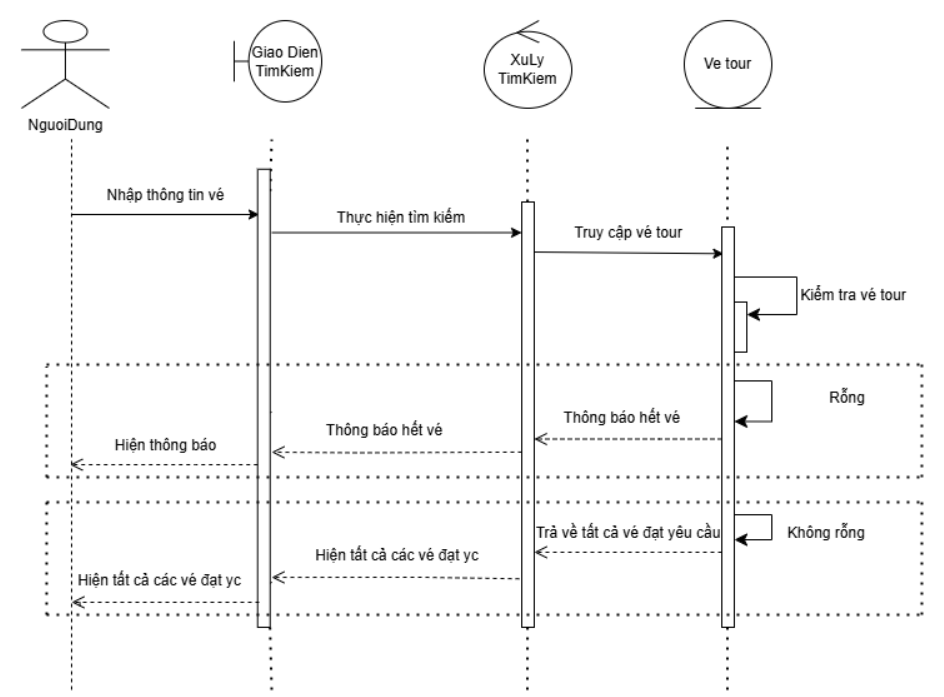 Giao Dien
TimKiem
XuLy
TimKiem
Ve tour
NguoiDung
Nhập thông tin vé
Thực hiện tìm kiếm
Truy cập vé tour
Kiểm tra vé tour
Rỗng
Thông báo hết vé
Thông báo hết vé
Hiện thông báo
Không rỗng
Trả về tất cả vé đạt yêu cầu
Hiện tất cả các vé đạt yc
Hiện tất cả các vé đạt yc